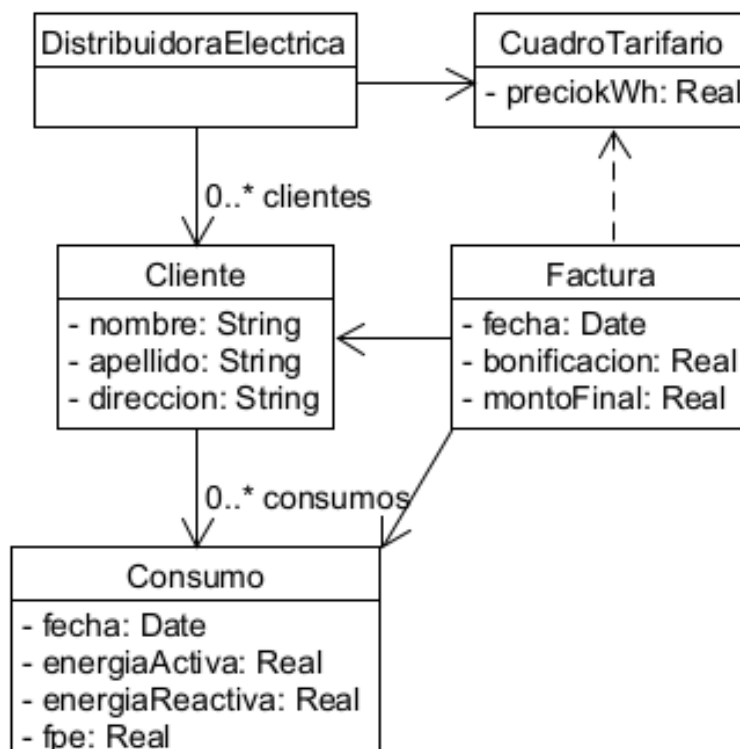 DistribuidoraElectrica
CuadroTarifario
- preciokWh: Real
0..* clientes
Cliente
- nombre: String
- apellido: String
- direccion: String
Factura
- fecha: Date
- bonificacion: Real
- montoFinal: Real
0..* consumos
Consumo
- fecha: Date
- energiaActiva: Real
- energiaReactiva: Real
- fpe: Real